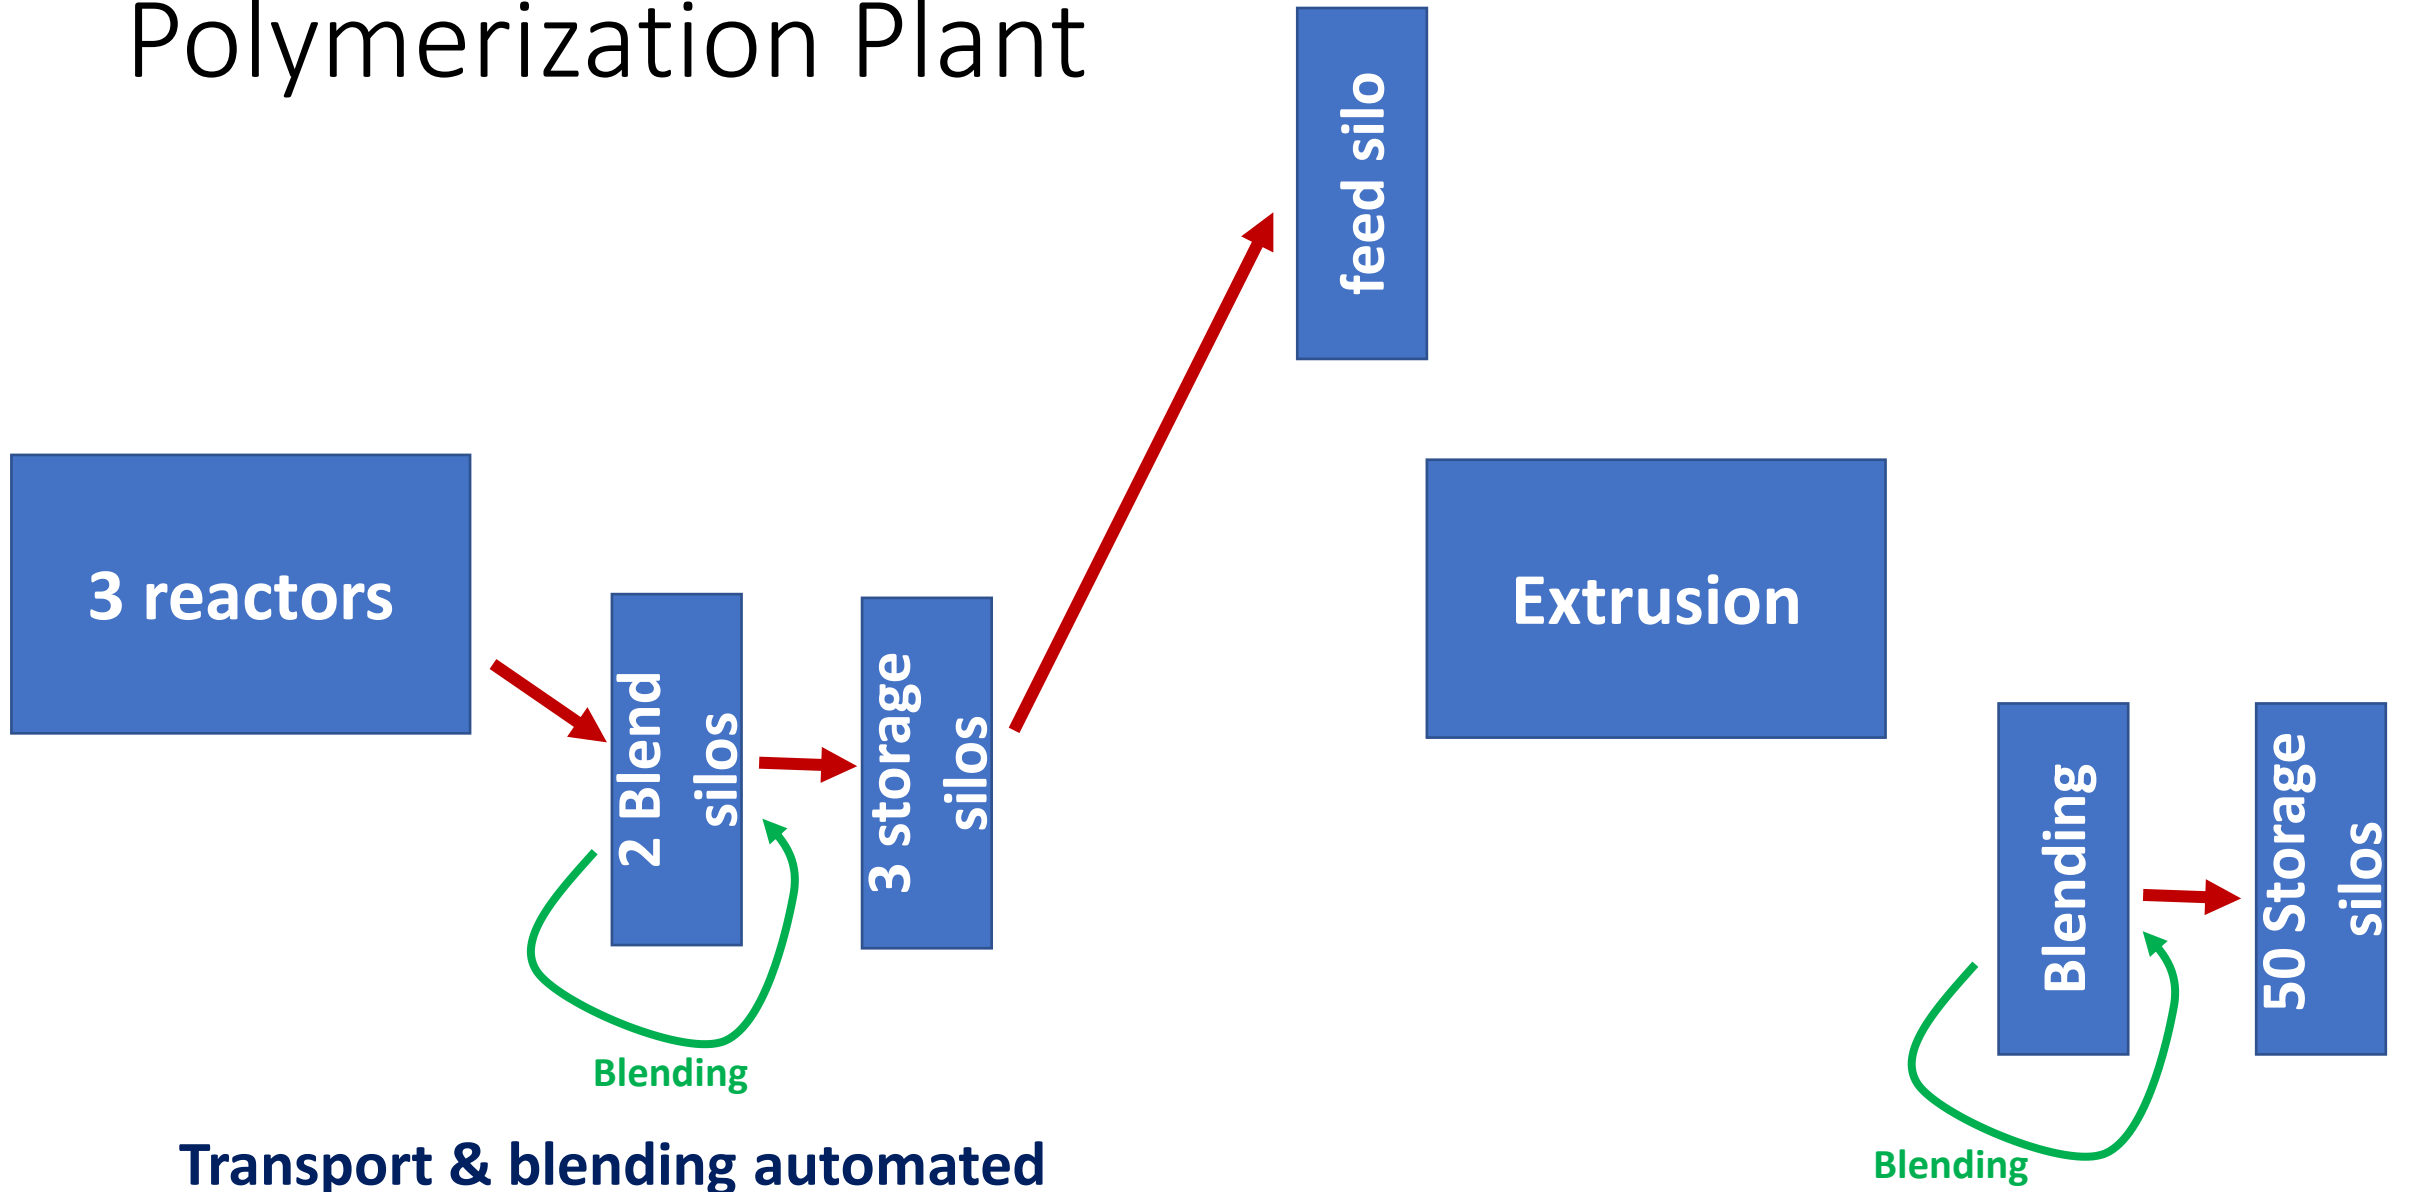 Polymerization Plant
feed silo
3 reactors
Extrusion
2 Blend
silos
3 storage
silos
Blending
50 Storage
silos
Blending
Blending
Transport & blending automated